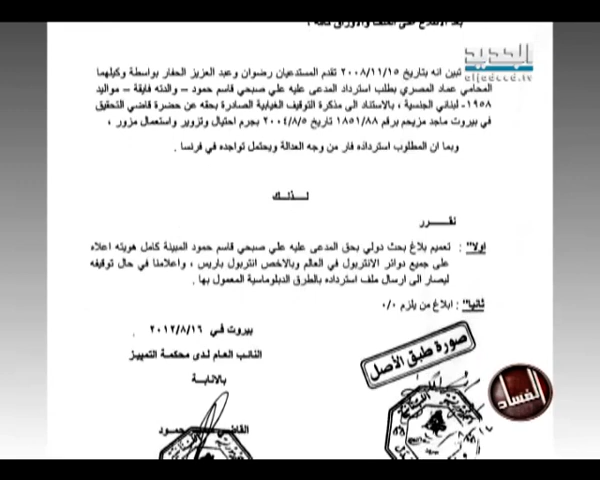 بعد الاطلاع على الملف والأوراق كافة ،
الجديد
aljadeed.tv
تبين انه بتاريخ ٢٠٠٨/١١/١٥ تقدم المستدعيان رضوان وعبد العزيز الحفار بواسطة وكيلهما
المحامي عماد المصري بطلب استرداد المدعى عليه علي صبحي قاسم حمود – والدته فايقة – مواليد
١٩٥٨- لبناني الجنسية ، بالاستناد الى مذكرة التوقيف الغيابية الصادرة بحقه عن حضرة قاضي التحقيق
في بيروت ماجد مزيحم برقم ١٨٥١/٨٨ تاريخ ٢٠٠٤/٨/٥ بجرم احتيال وتزوير واستعمال مزور ،
وبما ان المطلوب استرداده فار من وجه العدالة ويحتمل تواجده في فرنسا .
لـــذلـــك
نقـــرر
اولا" : تعميم بلاغ بحث دولي بحق المدعى عليه علي صبحي قاسم حمود المبينة كامل هويته اعلاه
على جميع دوائر الانتربول في العالم وبالاخص انتربول باريس ، واعلامنا في حال توقيفه
ليصار الى ارسال ملف استرداده بالطرق الدبلوماسية المعمول بها .
ثانيا" : ابلاغ من يلزم ٠/٠
بيروت في ٢٠١٢/٨/١٦
النائب العام لدى محكمة التمييز
بالانابة
صورة طبق الأصل
الفساد
القاضي حمود